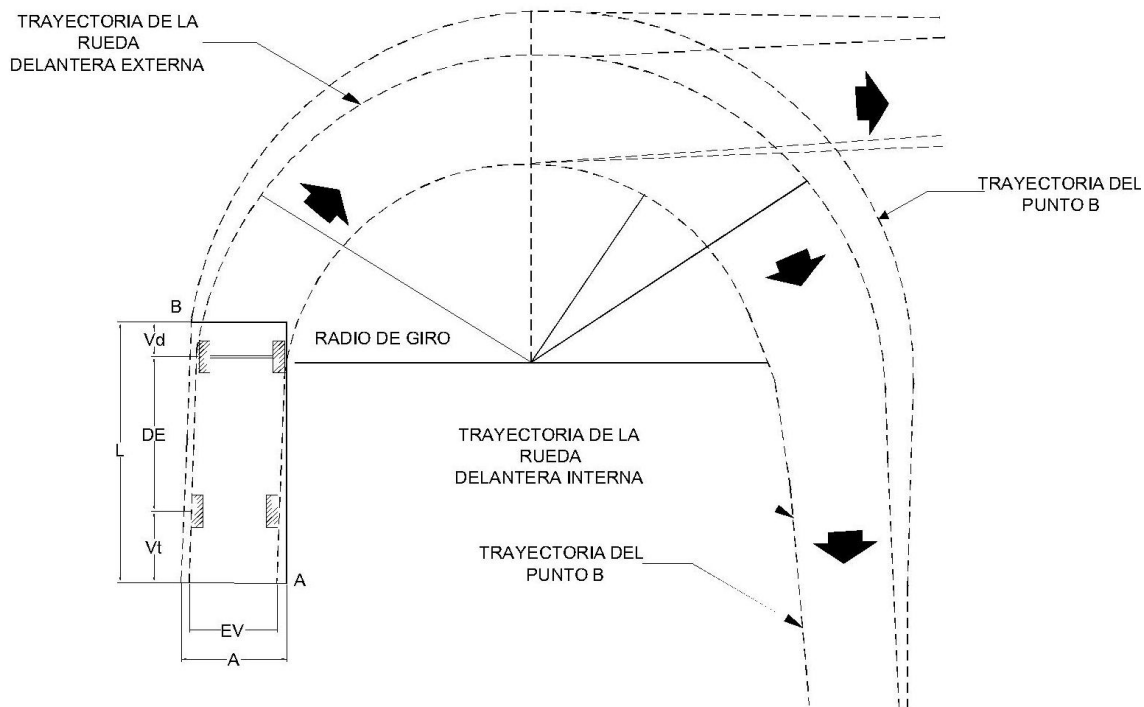 TRAYECTORIA DE LA
RUEDA
DELANTERA EXTERNA
TRAYECTORIA DEL
PUNTO B
B
Vd
RADIO DE GIRO
DE
L
TRAYECTORIA DE LA
RUEDA
DELANTERA INTERNA
Vt
TRAYECTORIA DEL
PUNTO B
A
EV
A